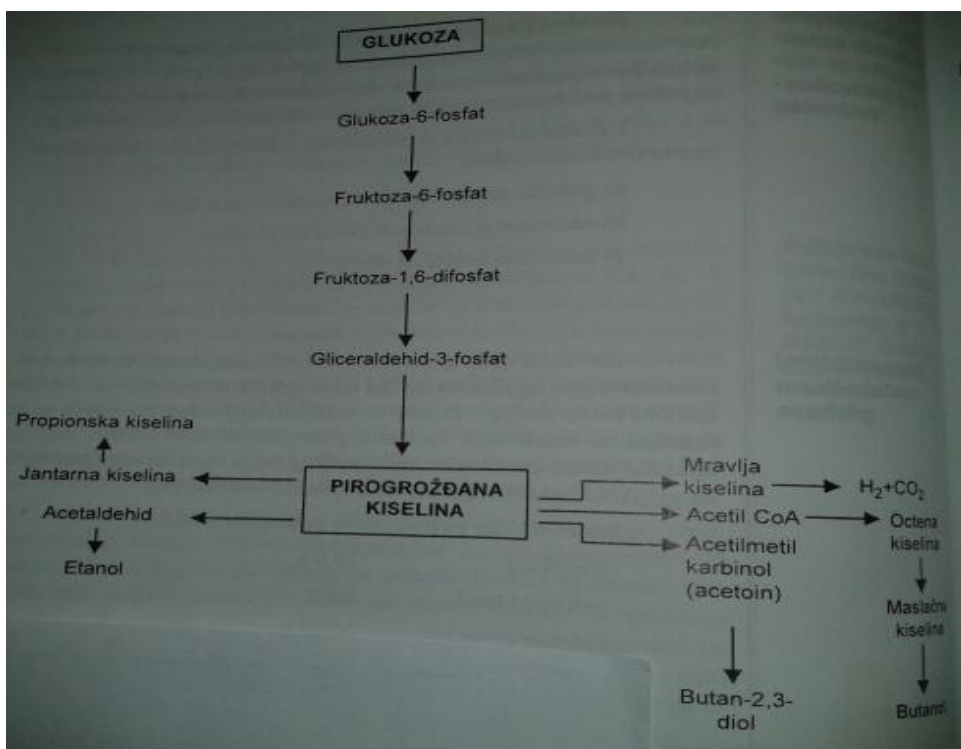 GLUKOZA
Glukoza-6-fosfat
Fruktoza-6-fosfat
Fruktoza-1,6-difosfat
Gliceraldehid-3-fosfat
Propionska kiselina
Jantarna kiselina
Acetaldehid
Etanol
PIROGROŽĐANA
KISELINA
Mravlja
kiselina
H₂+CO₂
Acetil CoA
Octena
kiselina
Acetilmetil
karbinol
(acetoin)
Maslačna
kiselina
Butan-2,3-
diol
Butanol